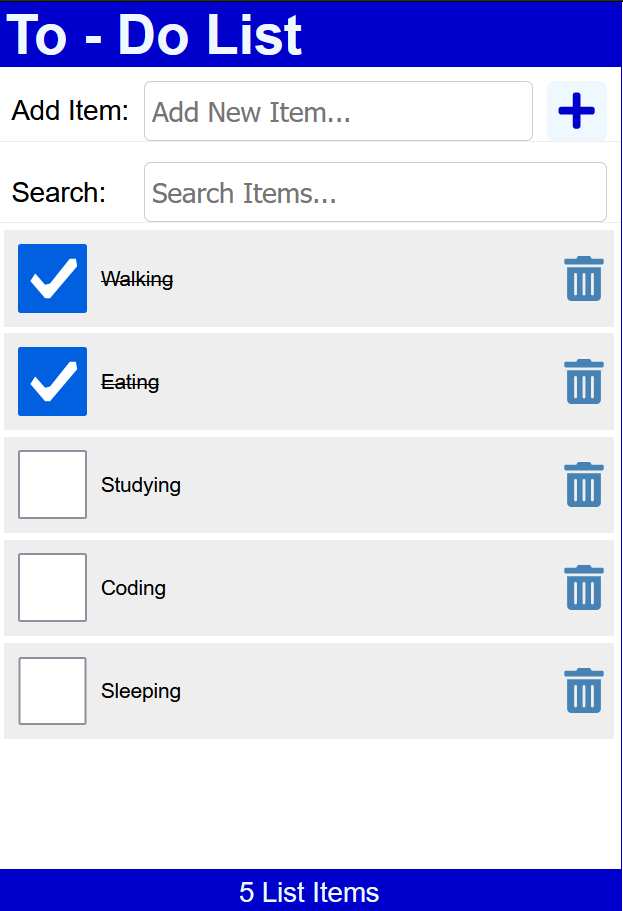 To - Do List
Add Item: Add New Item...
Search: Search Items...
Walking
Eating
Studying
Coding
Sleeping
5 List Items